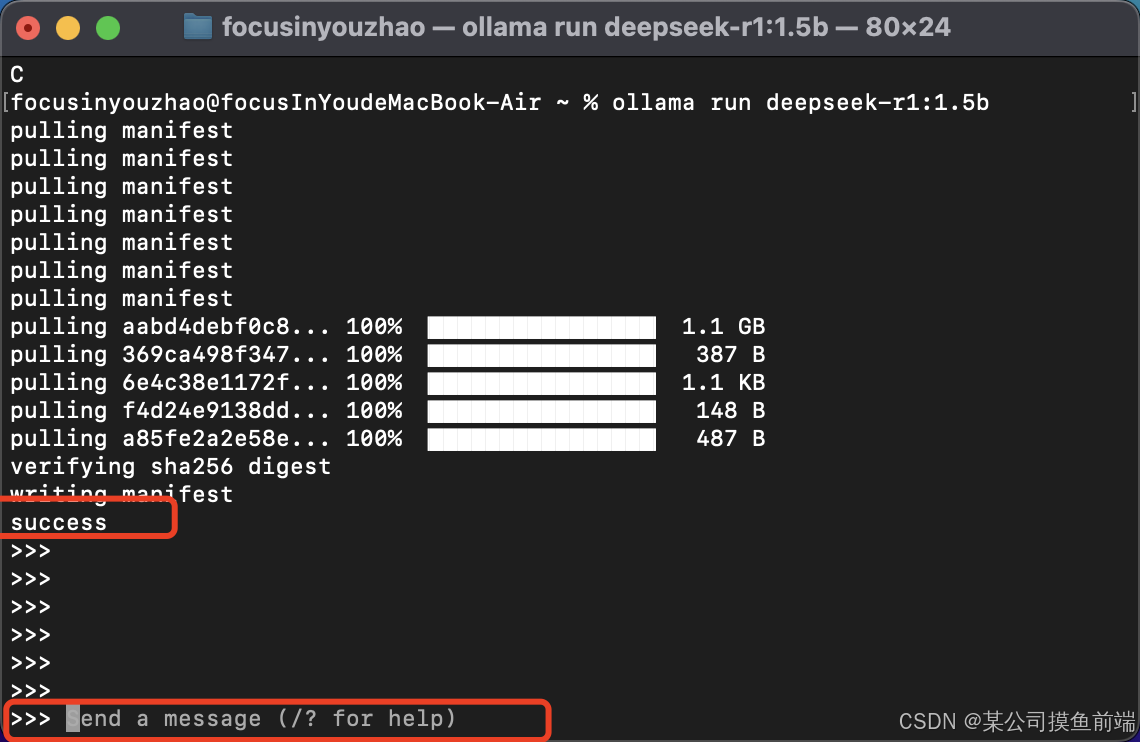 focusinyouzhao — ollama run deepseek-r1:1.5b — 80×24
C
[focusinyouzhao@focusInYoudeMacBook-Air ~ % ollama run deepseek-r1:1.5b ]
pulling manifest
pulling manifest
pulling manifest
pulling manifest
pulling manifest
pulling manifest
pulling manifest
pulling aabd4debf0c8... 100% 1.1 GB
pulling 369ca498f347... 100% 387 B
pulling 6e4c38e1172f... 100% 1.1 KB
pulling f4d24e9138dd... 100% 148 B
pulling a85fe2a2e58e... 100% 487 B
verifying sha256 digest
writing manifest
success
>>>
>>>
>>>
>>>
>>>
>>>
>>> Send a message (/? for help)
CSDN @某公司摸鱼前端